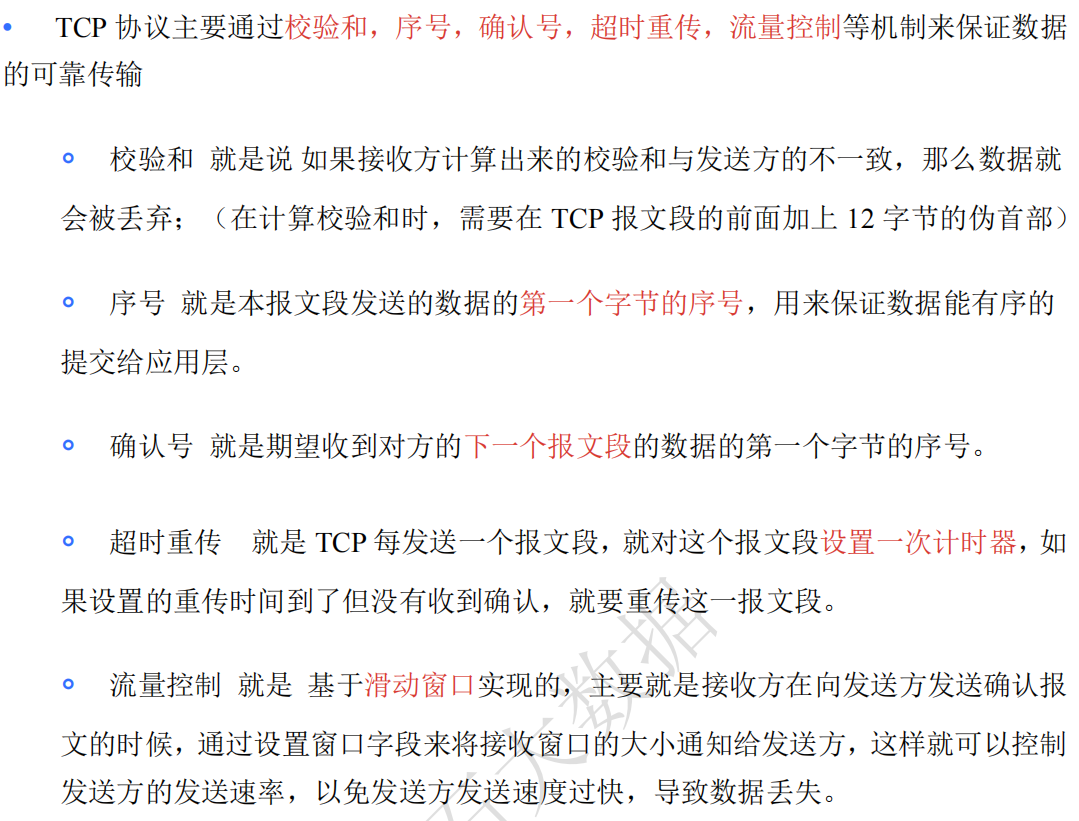 TCP 协议主要通过校验和，序号，确认号，超时重传，流量控制等机制来保证数据
的可靠传输
校验和 就是说 如果接收方计算出来的校验和与发送方的不一致，那么数据就
会被丢弃；（在计算校验和时，需要在 TCP 报文段的前面加上 12 字节的伪首部）
序号 就是本报文段发送的数据的第一个字节的序号，用来保证数据能有序的
提交给应用层。
确认号 就是期望收到对方的下一个报文段的数据的第一个字节的序号。
超时重传 就是 TCP 每发送一个报文段，就对这个报文段设置一次计时器，如
果设置的重传时间到了但没有收到确认，就要重传这一报文段。
流量控制 就是 基于滑动窗口实现的，主要就是接收方在向发送方发送确认报
文的时候，通过设置窗口字段来将接收窗口的大小通知给发送方，这样就可以控制
发送方的发送速率，以免发送方发送速度过快，导致数据丢失。
大数据